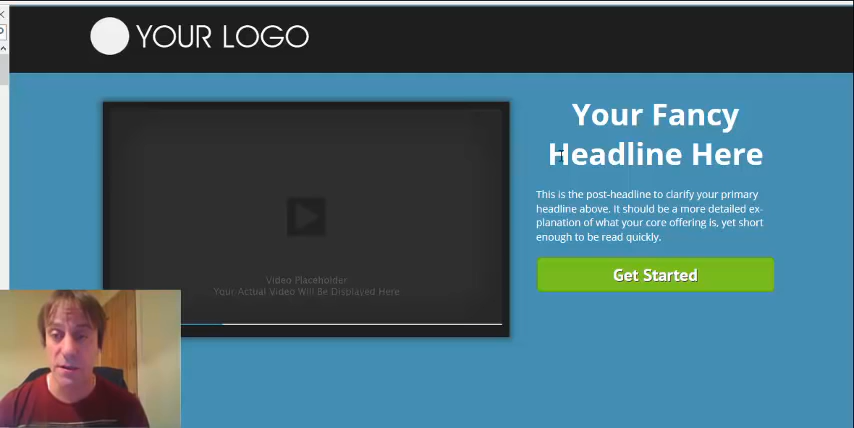 YOUR LOGO
Your Fancy
Headline Here
This is the post-headline to clarify your primary
headline above. It should be a more detailed ex-
planation of what your core offering is, yet short
enough to be read quickly.
Get Started
Video Placeholder
Your Actual Video Will Be Displayed Here